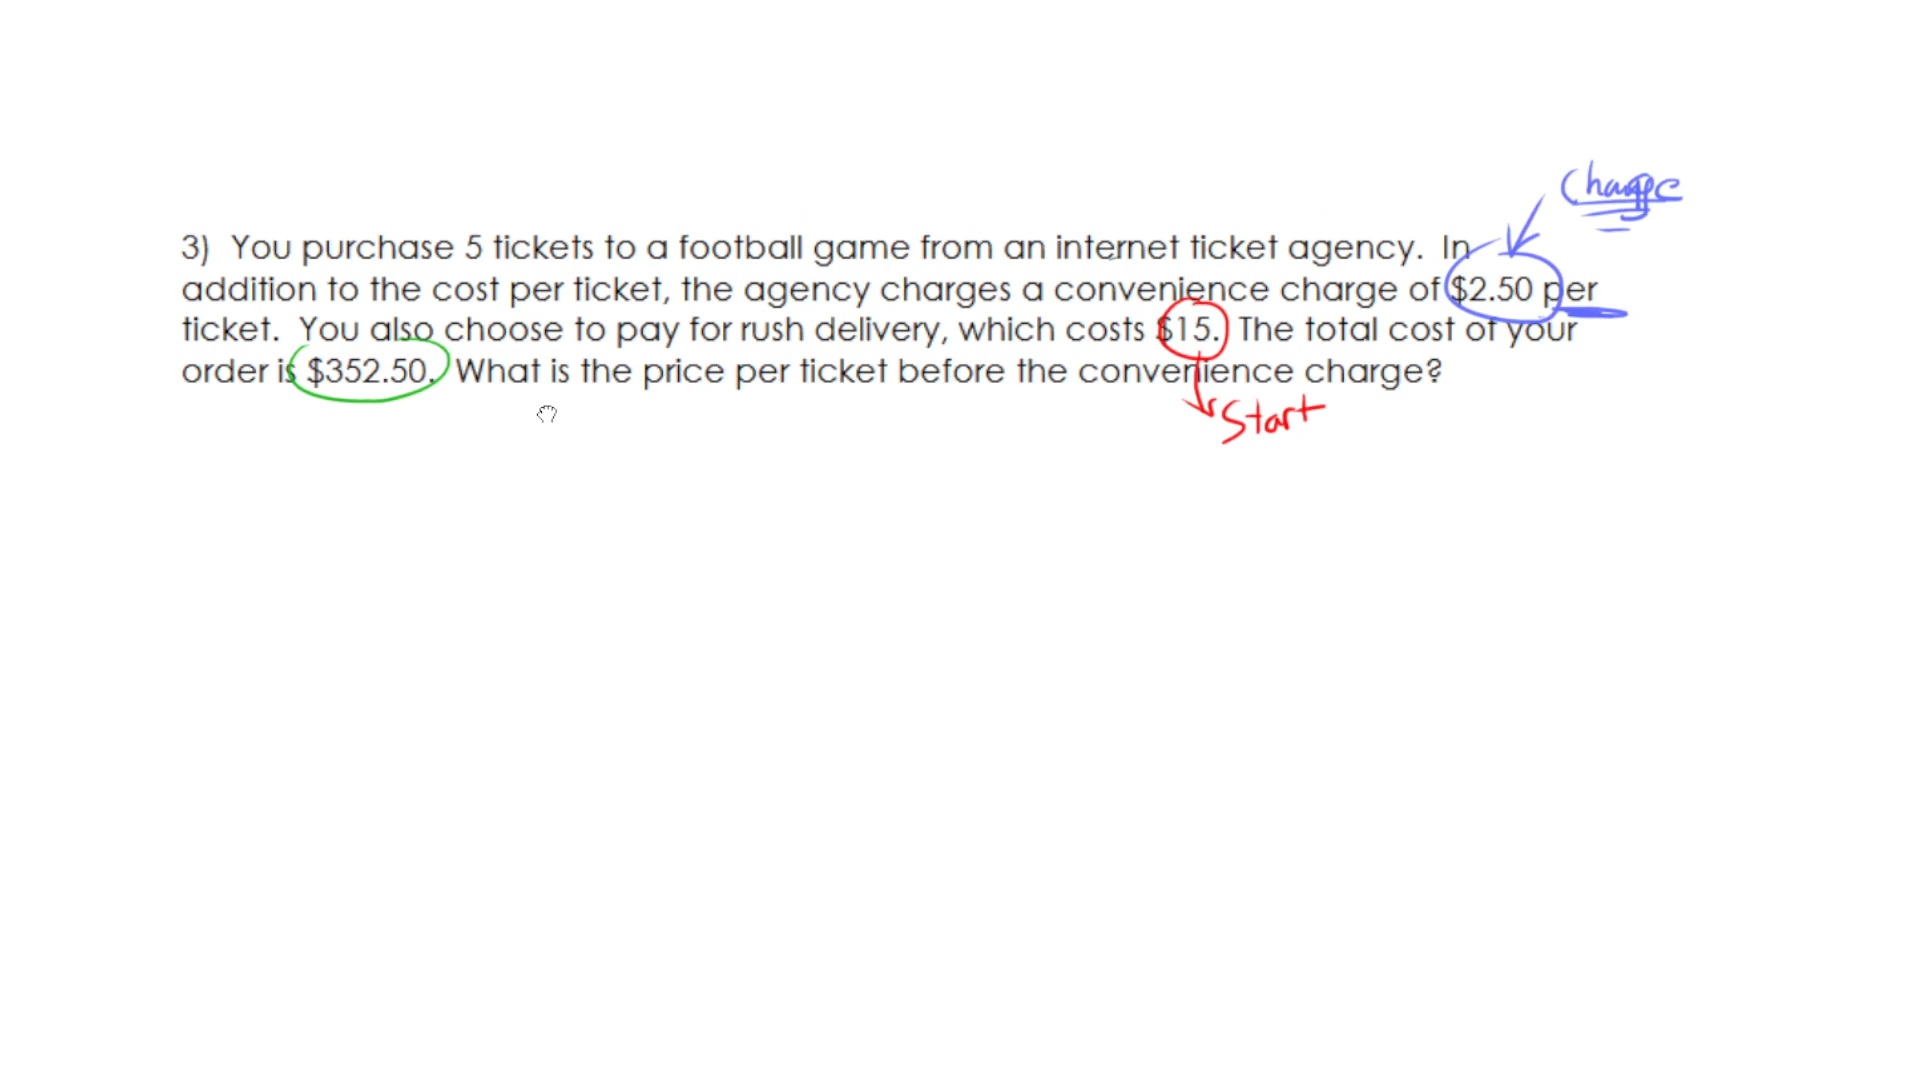 Change
3) You purchase 5 tickets to a football game from an internet ticket agency. In
addition to the cost per ticket, the agency charges a convenience charge of $2.50 per
ticket. You also choose to pay for rush delivery, which costs $15. The total cost of your
order is $352.50. What is the price per ticket before the convenience charge?
Start